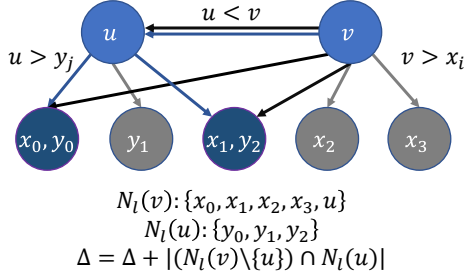 u < v
u v
u > y_j v > x_i
x_0, y_0 y_1 x_1, y_2 x_2 x_3
N_l(v): {x_0, x_1, x_2, x_3, u}
N_l(u): {y_0, y_1, y_2}
Δ = Δ + |(N_l(v)\{u}) ∩ N_l(u)|